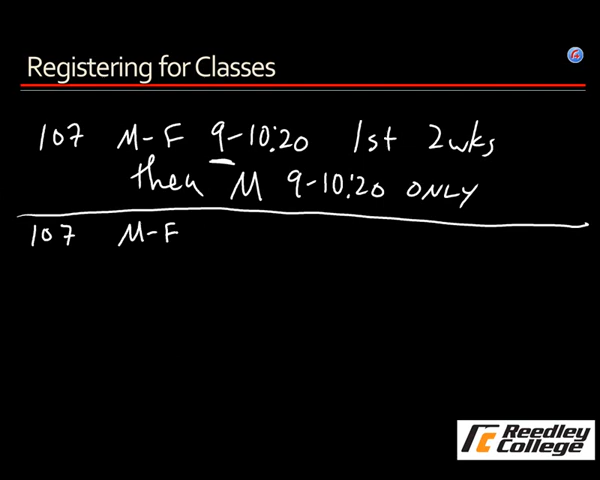 Registering for Classes
107 M-F 9-10:20 1st 2wks
then M 9-10:20 ONLY
107 M-F
Reedley
College